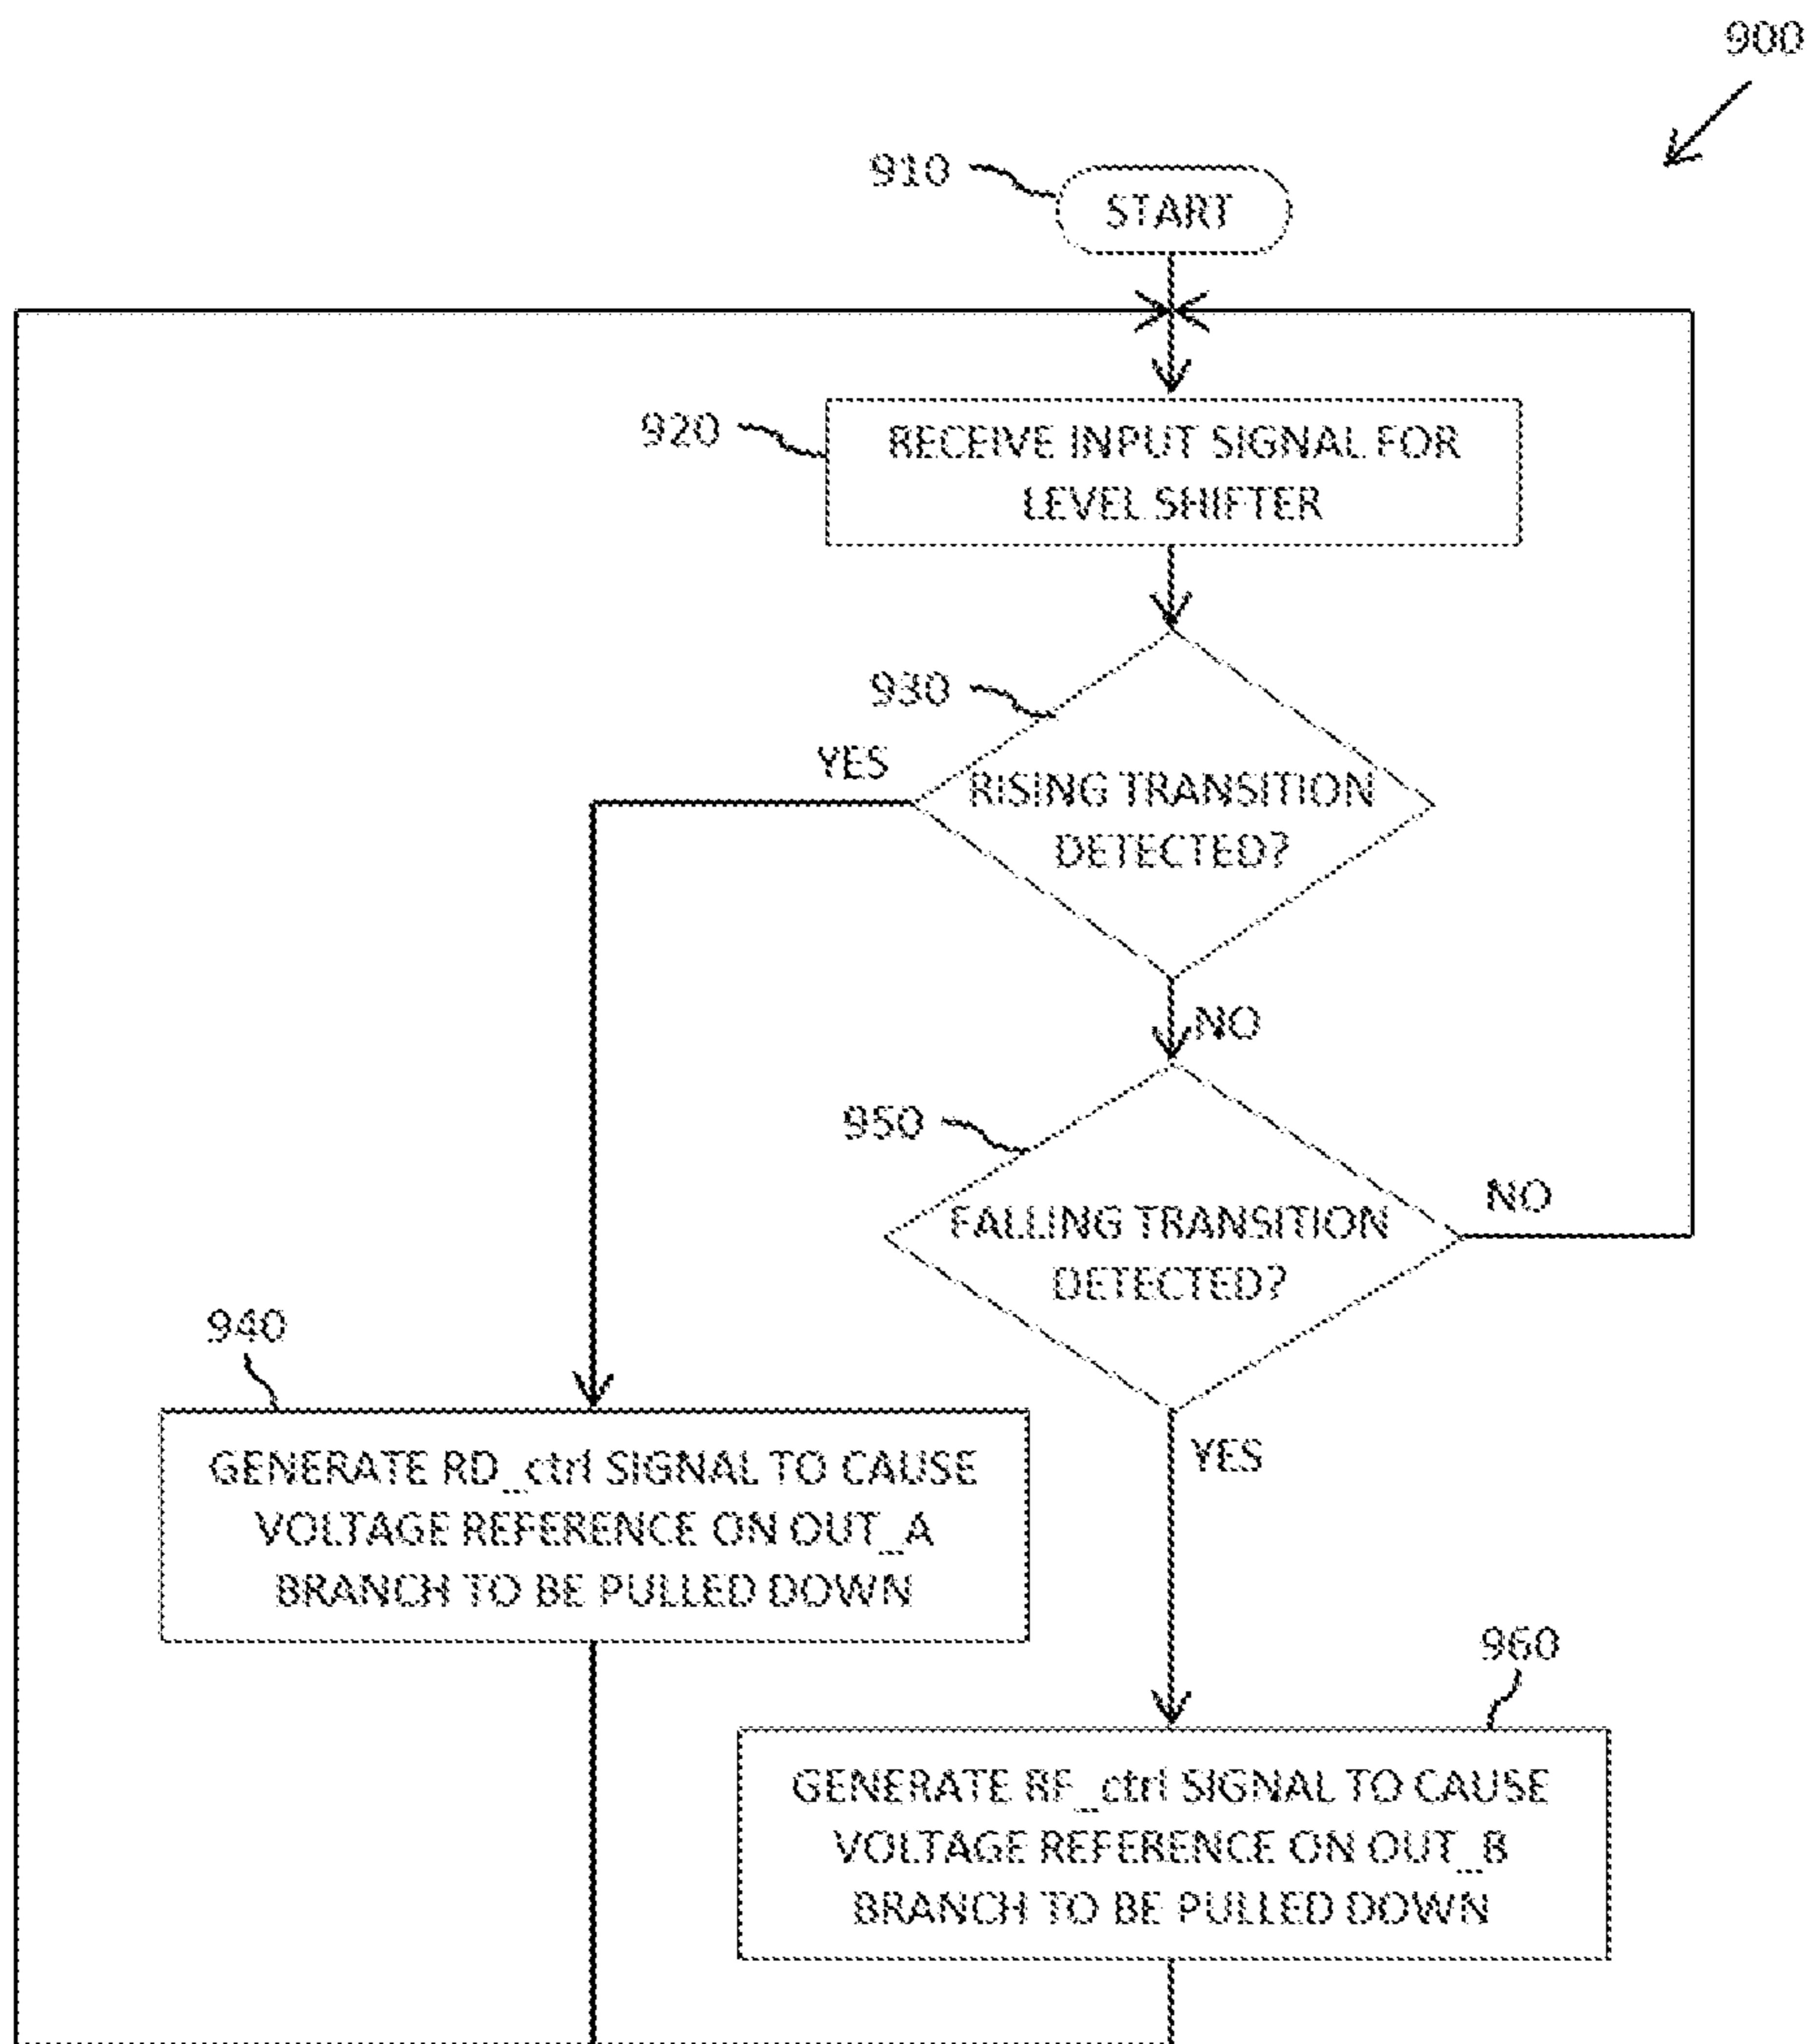 900
910
START
920
RECEIVE INPUT SIGNAL FOR
LEVEL SHIFTER
930
YES
RISING TRANSITION
DETECTED?
NO
950
FALLING TRANSITION
DETECTED?
NO
940
GENERATE RD_ctrl SIGNAL TO CAUSE
VOLTAGE REFERENCE ON OUT_A
BRANCH TO BE PULLED DOWN
YES
960
GENERATE RF_ctrl SIGNAL TO CAUSE
VOLTAGE REFERENCE ON OUT_B
BRANCH TO BE PULLED DOWN